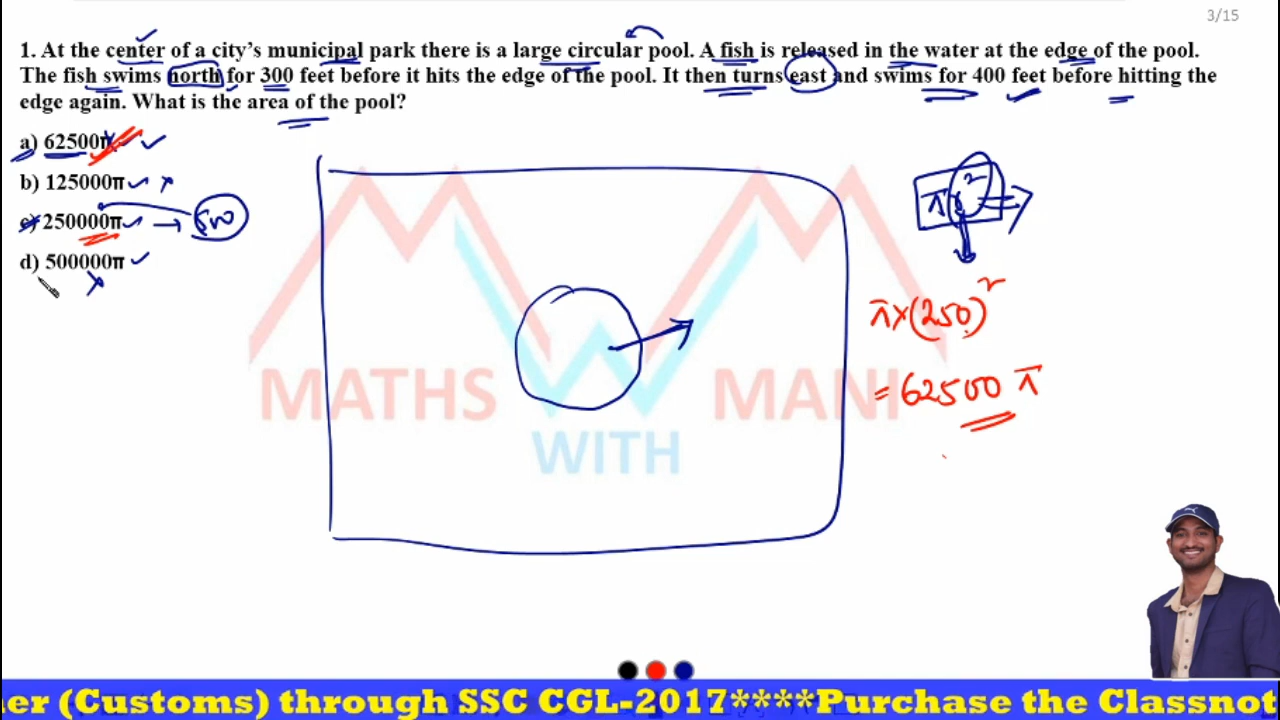 3/15
1. At the center of a city's municipal park there is a large circular pool. A fish is released in the water at the edge of the pool.
The fish swims north for 300 feet before it hits the edge of the pool. It then turns east and swims for 400 feet before hitting the
edge again. What is the area of the pool?
a) 62500π
b) 125000π
c) 250000π
500
d) 500000π
π r²
π×(250)²
= 62500 π
MATHS
WITH
MANI
er (Customs) through SSC CGL-2017****Purchase the Classnot